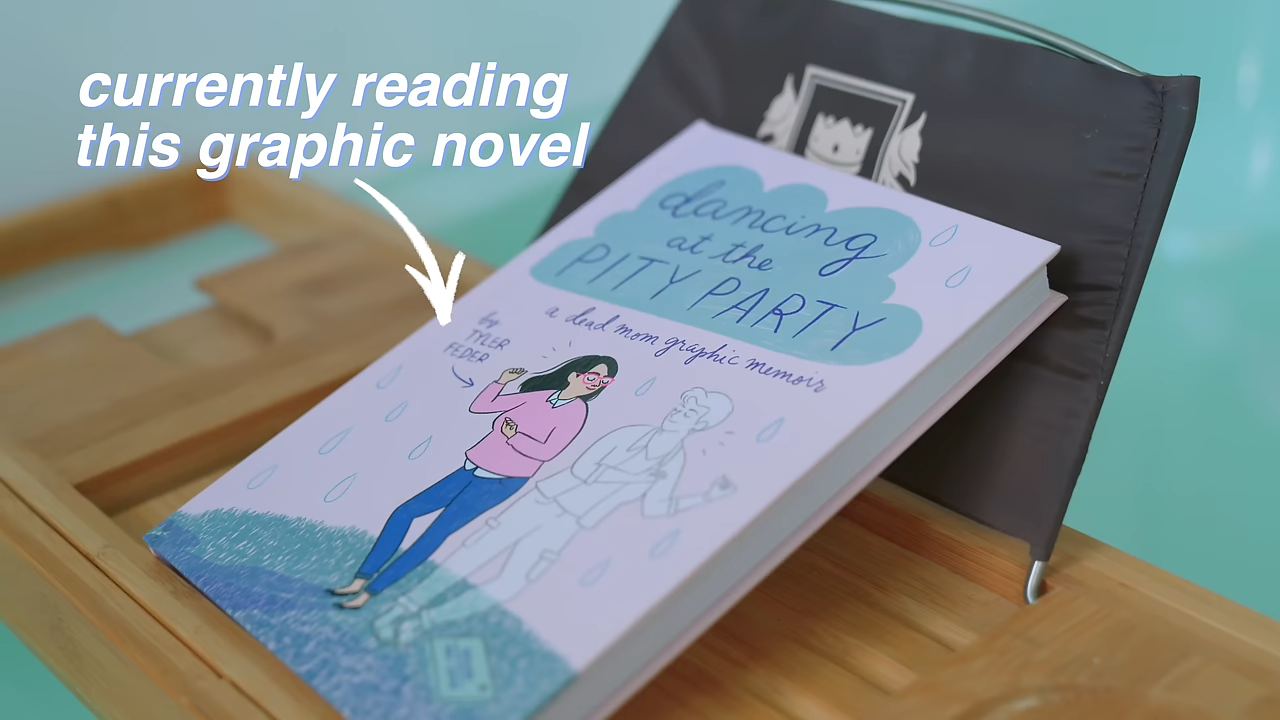 currently reading
this graphic novel
dancing
at the
PITY PARTY
a dead mom graphic memoir
by
TYLER
FEDER